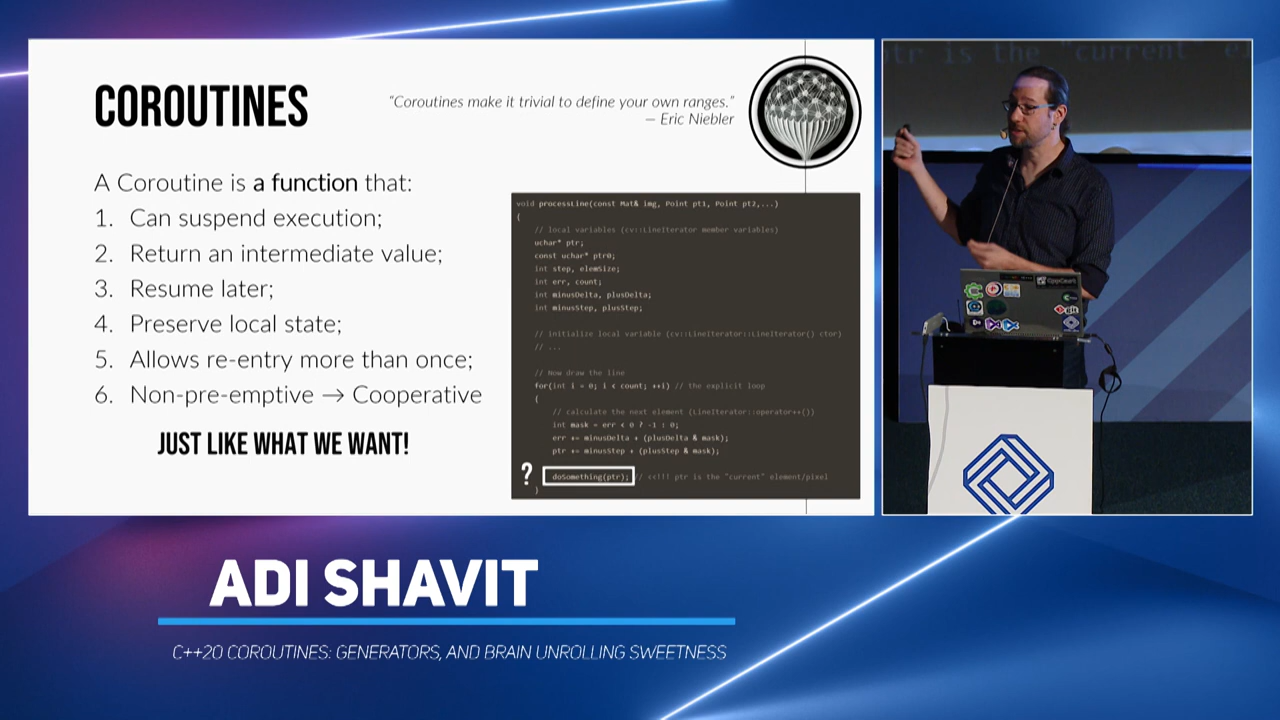 COROUTINES
“Coroutines make it trivial to define your own ranges.”
— Eric Niebler
A Coroutine is a function that:
1. Can suspend execution;
2. Return an intermediate value;
3. Resume later;
4. Preserve local state;
5. Allows re-entry more than once;
6. Non-pre-emptive → Cooperative
JUST LIKE WHAT WE WANT!
void processLine(const Mat& img, Point pt1, Point pt2,...)
{
// local variables (cv::LineIterator member variables)
uchar* ptr;
const uchar* ptr0;
int step, elemSize;
int err, count;
int minusDelta, plusDelta;
int minusStep, plusStep;
// initialize local variable (cv::LineIterator::LineIterator() ctor)
// ...
// Now draw the line
for(int i = 0; i < count; ++i) // the explicit loop
{
// calculate the next element (LineIterator::operator++())
int mask = err < 0 ? -1 : 0;
err += minusDelta + (plusDelta & mask);
ptr += minusStep + (plusStep & mask);
? doSomething(ptr); // <<!!! ptr is the "current" element/pixel
}
ptr is the "current" e
ADI SHAVIT
C++20 COROUTINES: GENERATORS, AND BRAIN UNROLLING SWEETNESS